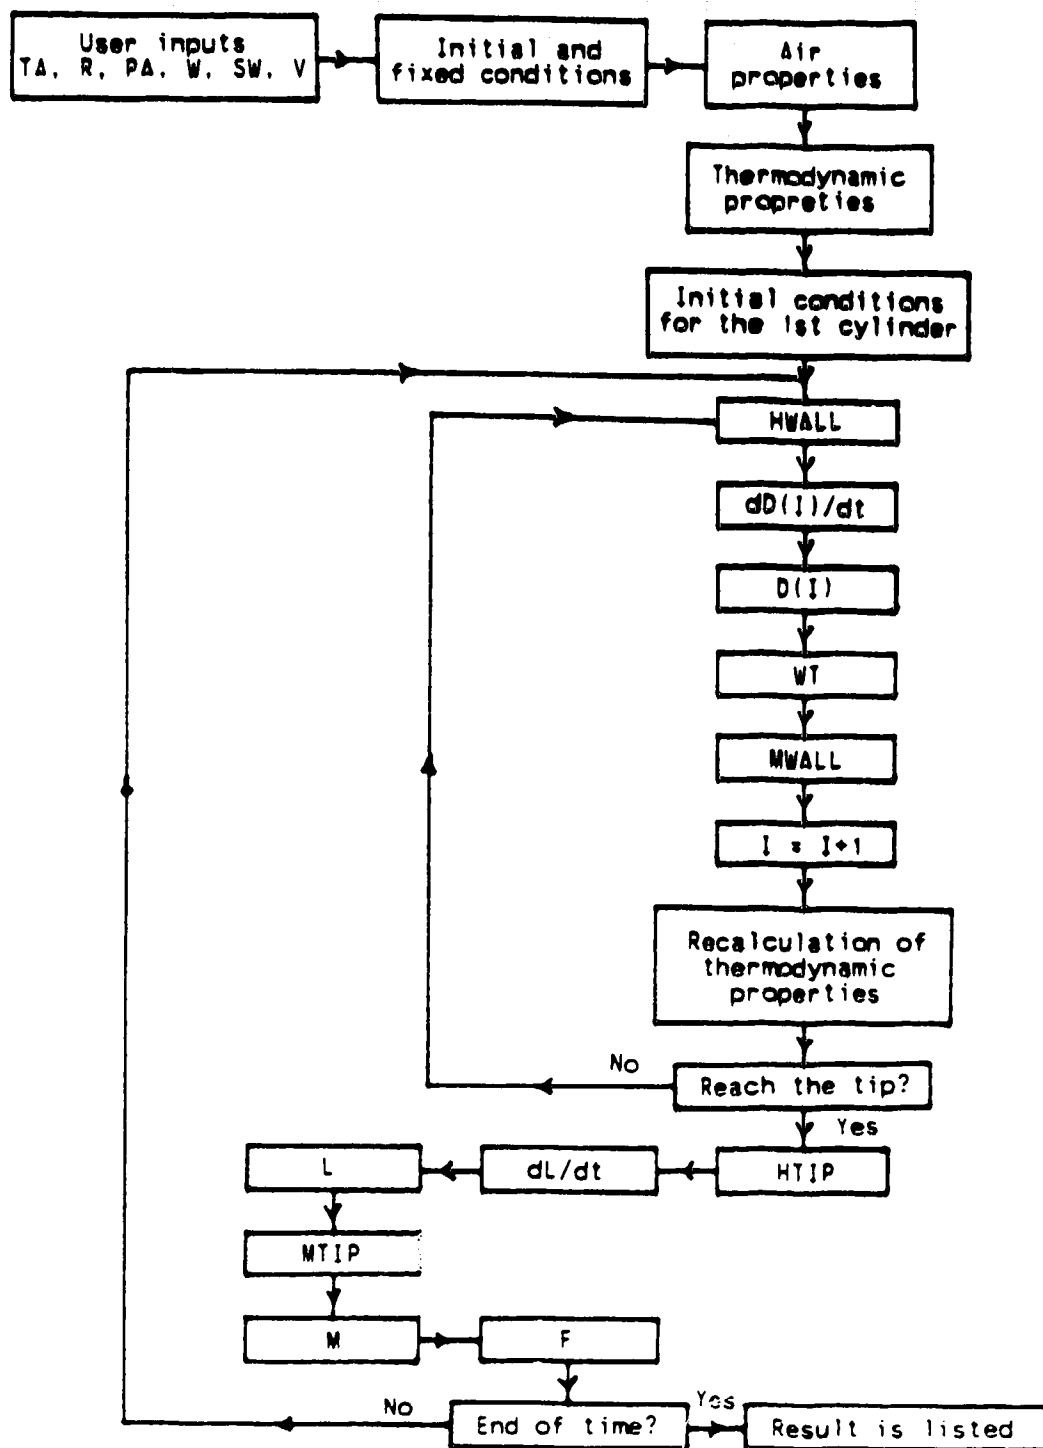 User inputs
TA, R, PA, W, SW, V
Initial and
fixed conditions
Air
properties
Thermodynamic
propreties
Initial conditions
for the 1st cylinder
HWALL
dD(I)/dt
D(I)
WT
MWALL
I = I+1
Recalculation of
thermodynamic
properties
No
Reach the tip?
Yes
L
dL/dt
HTIP
MTIP
M
F
No
End of time?
Yes
Result is listed